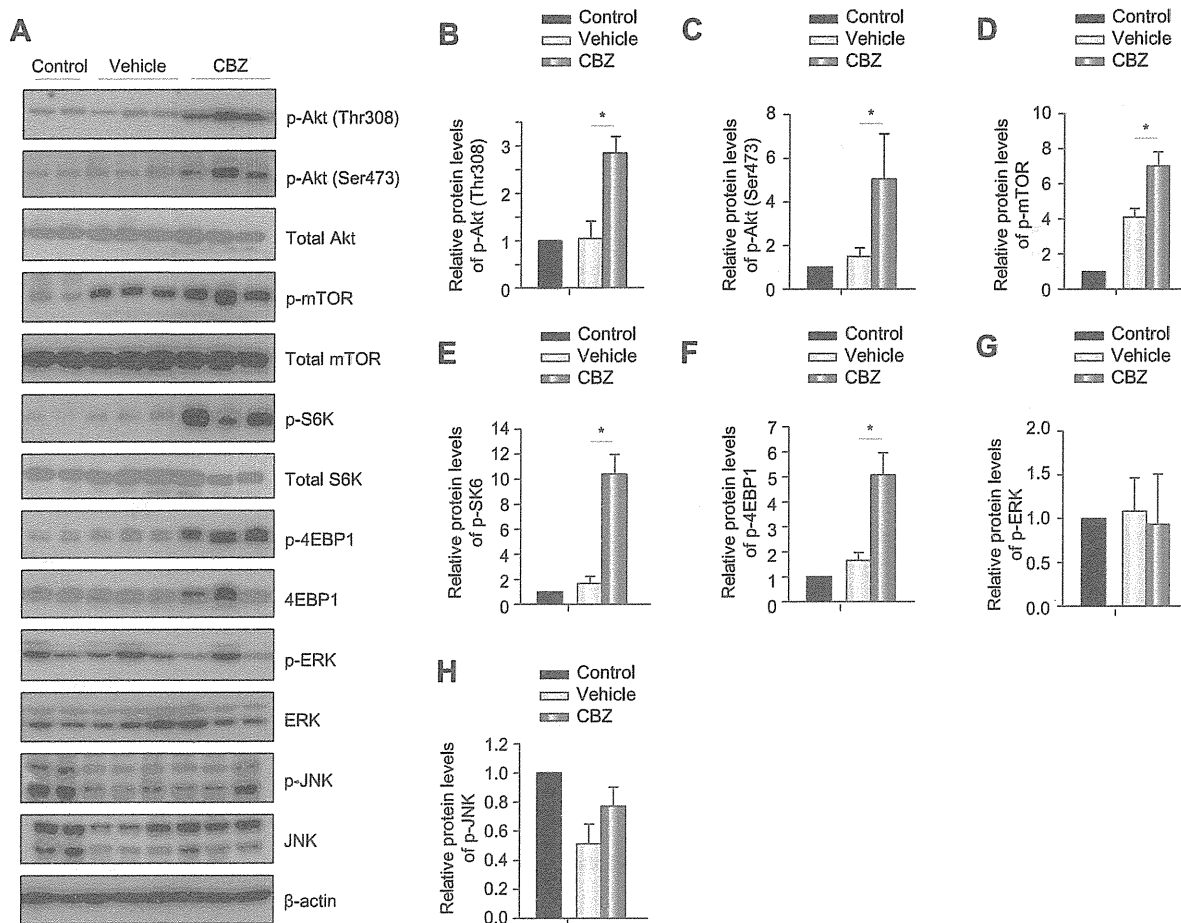 A
Control Vehicle CBZ
p-Akt (Thr308)
p-Akt (Ser473)
Total Akt
p-mTOR
Total mTOR
p-S6K
Total S6K
p-4EBP1
4EBP1
p-ERK
ERK
p-JNK
JNK
β-actin
B
Control
Vehicle
CBZ
Relative protein levels
of p-Akt (Thr308)
3
2
1
0
*
C
Control
Vehicle
CBZ
Relative protein levels
of p-Akt (Ser473)
8
6
4
2
0
*
D
Control
Vehicle
CBZ
Relative protein levels
of p-mTOR
10
8
6
4
2
0
*
E
Control
Vehicle
CBZ
Relative protein levels
of p-SK6
14
12
10
8
6
4
2
0
*
F
Control
Vehicle
CBZ
Relative protein levels
of p-4EBP1
7
6
5
4
3
2
1
0
*
G
Control
Vehicle
CBZ
Relative protein levels
of p-ERK
2.0
1.5
1.0
0.5
0.0
H
Control
Vehicle
CBZ
Relative protein levels
of p-JNK
1.4
1.2
1.0
0.8
0.6
0.4
0.2
0.0